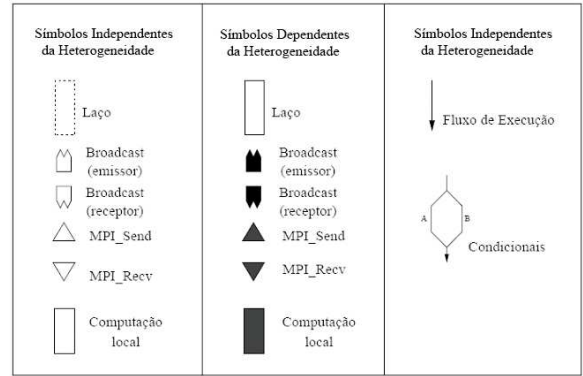 Símbolos Independentes
da Heterogeneidade
Laço
Broadcast
(emissor)
Broadcast
(receptor)
MPI_Send
MPI_Recv
Computação
local
Símbolos Dependentes
da Heterogeneidade
Laço
Broadcast
(emissor)
Broadcast
(receptor)
MPI_Send
MPI_Recv
Computação
local
Símbolos Independentes
da Heterogeneidade
Fluxo de Execução
A
B
Condicionais